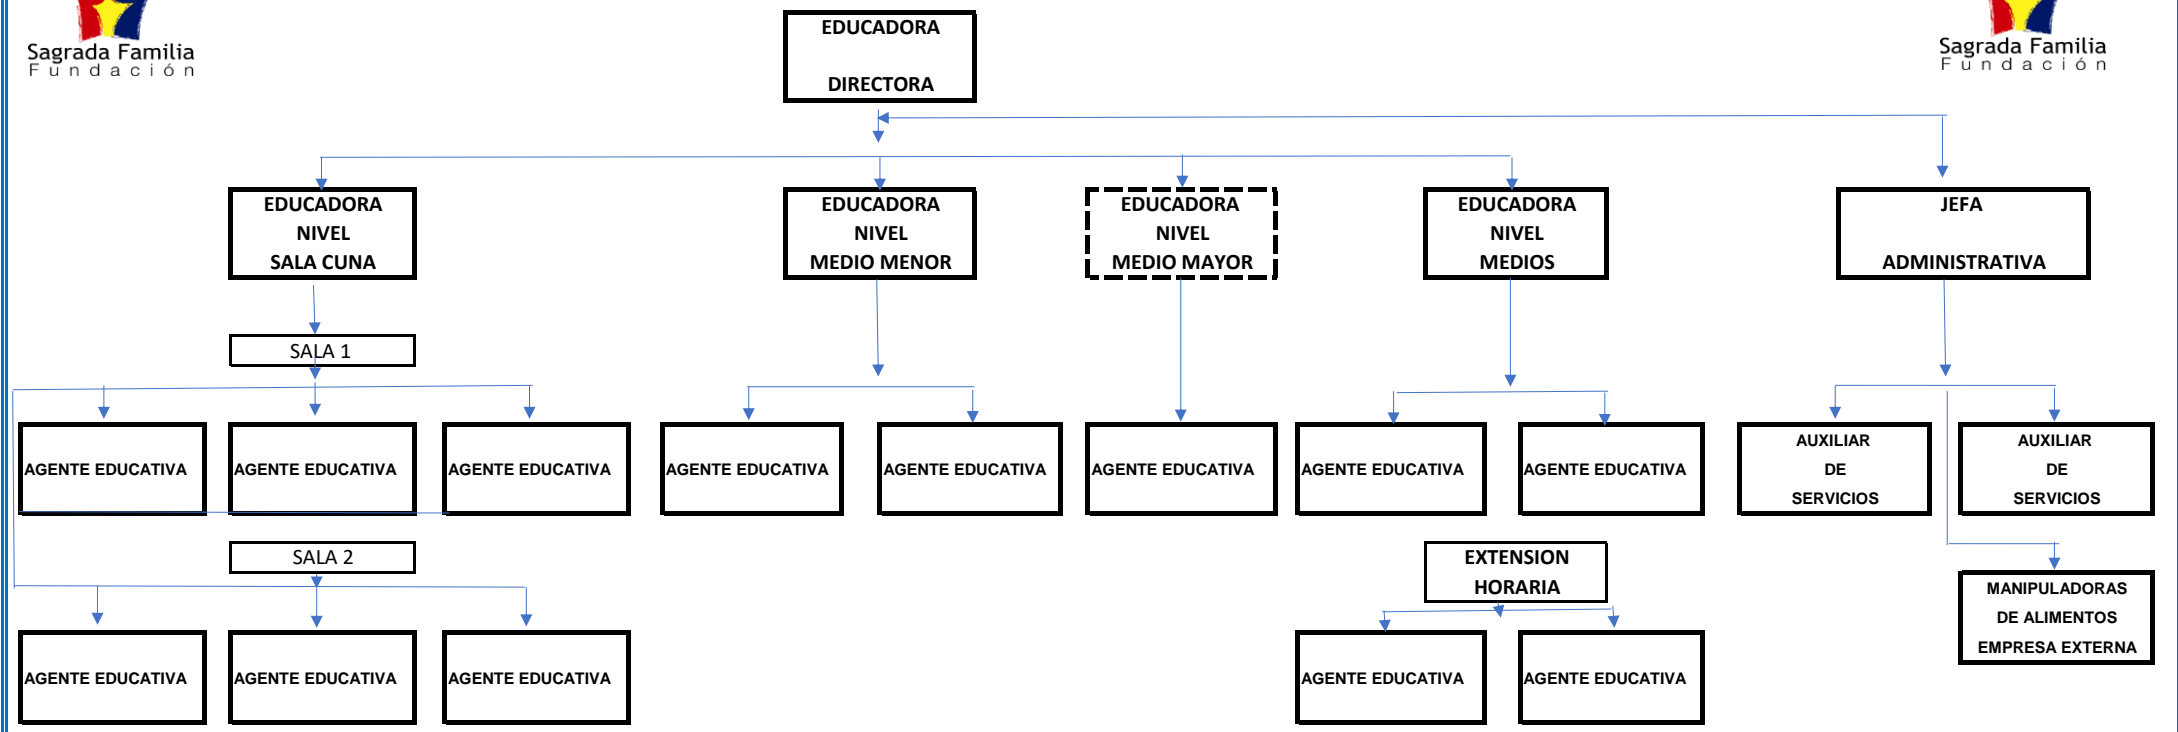 Sagrada Familia
Fundación
EDUCADORA
DIRECTORA
Sagrada Familia
Fundación
EDUCADORA
NIVEL
SALA CUNA
EDUCADORA
NIVEL
MEDIO MENOR
EDUCADORA
NIVEL
MEDIO MAYOR
EDUCADORA
NIVEL
MEDIOS
JEFA
ADMINISTRATIVA
SALA 1
AGENTE EDUCATIVA
AGENTE EDUCATIVA
AGENTE EDUCATIVA
AGENTE EDUCATIVA
AGENTE EDUCATIVA
AGENTE EDUCATIVA
AGENTE EDUCATIVA
AGENTE EDUCATIVA
AUXILIAR
DE
SERVICIOS
AUXILIAR
DE
SERVICIOS
SALA 2
EXTENSION
HORARIA
MANIPULADORAS
DE ALIMENTOS
EMPRESA EXTERNA
AGENTE EDUCATIVA
AGENTE EDUCATIVA
AGENTE EDUCATIVA
AGENTE EDUCATIVA
AGENTE EDUCATIVA